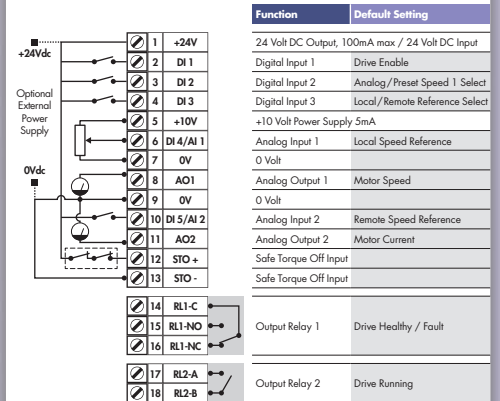 Function Default Setting
+24Vdc
Optional
External
Power
Supply
0Vdc
1 +24V 24 Volt DC Output, 100mA max / 24 Volt DC Input
2 DI 1 Digital Input 1 Drive Enable
3 DI 2 Digital Input 2 Analog/Preset Speed 1 Select
4 DI 3 Digital Input 3 Local/Remote Reference Select
5 +10V +10 Volt Power Supply 5mA
6 DI 4/AI 1 Analog Input 1 Local Speed Reference
7 0V 0 Volt
8 AO1 Analog Output 1 Motor Speed
9 0V 0 Volt
10 DI 5/AI 2 Analog Input 2 Remote Speed Reference
11 AO2 Analog Output 2 Motor Current
12 STO + Safe Torque Off Input
13 STO - Safe Torque Off Input
14 RL1-C
15 RL1-NO Output Relay 1 Drive Healthy / Fault
16 RL1-NC
17 RL2-A
Output Relay 2 Drive Running
18 RL2-B